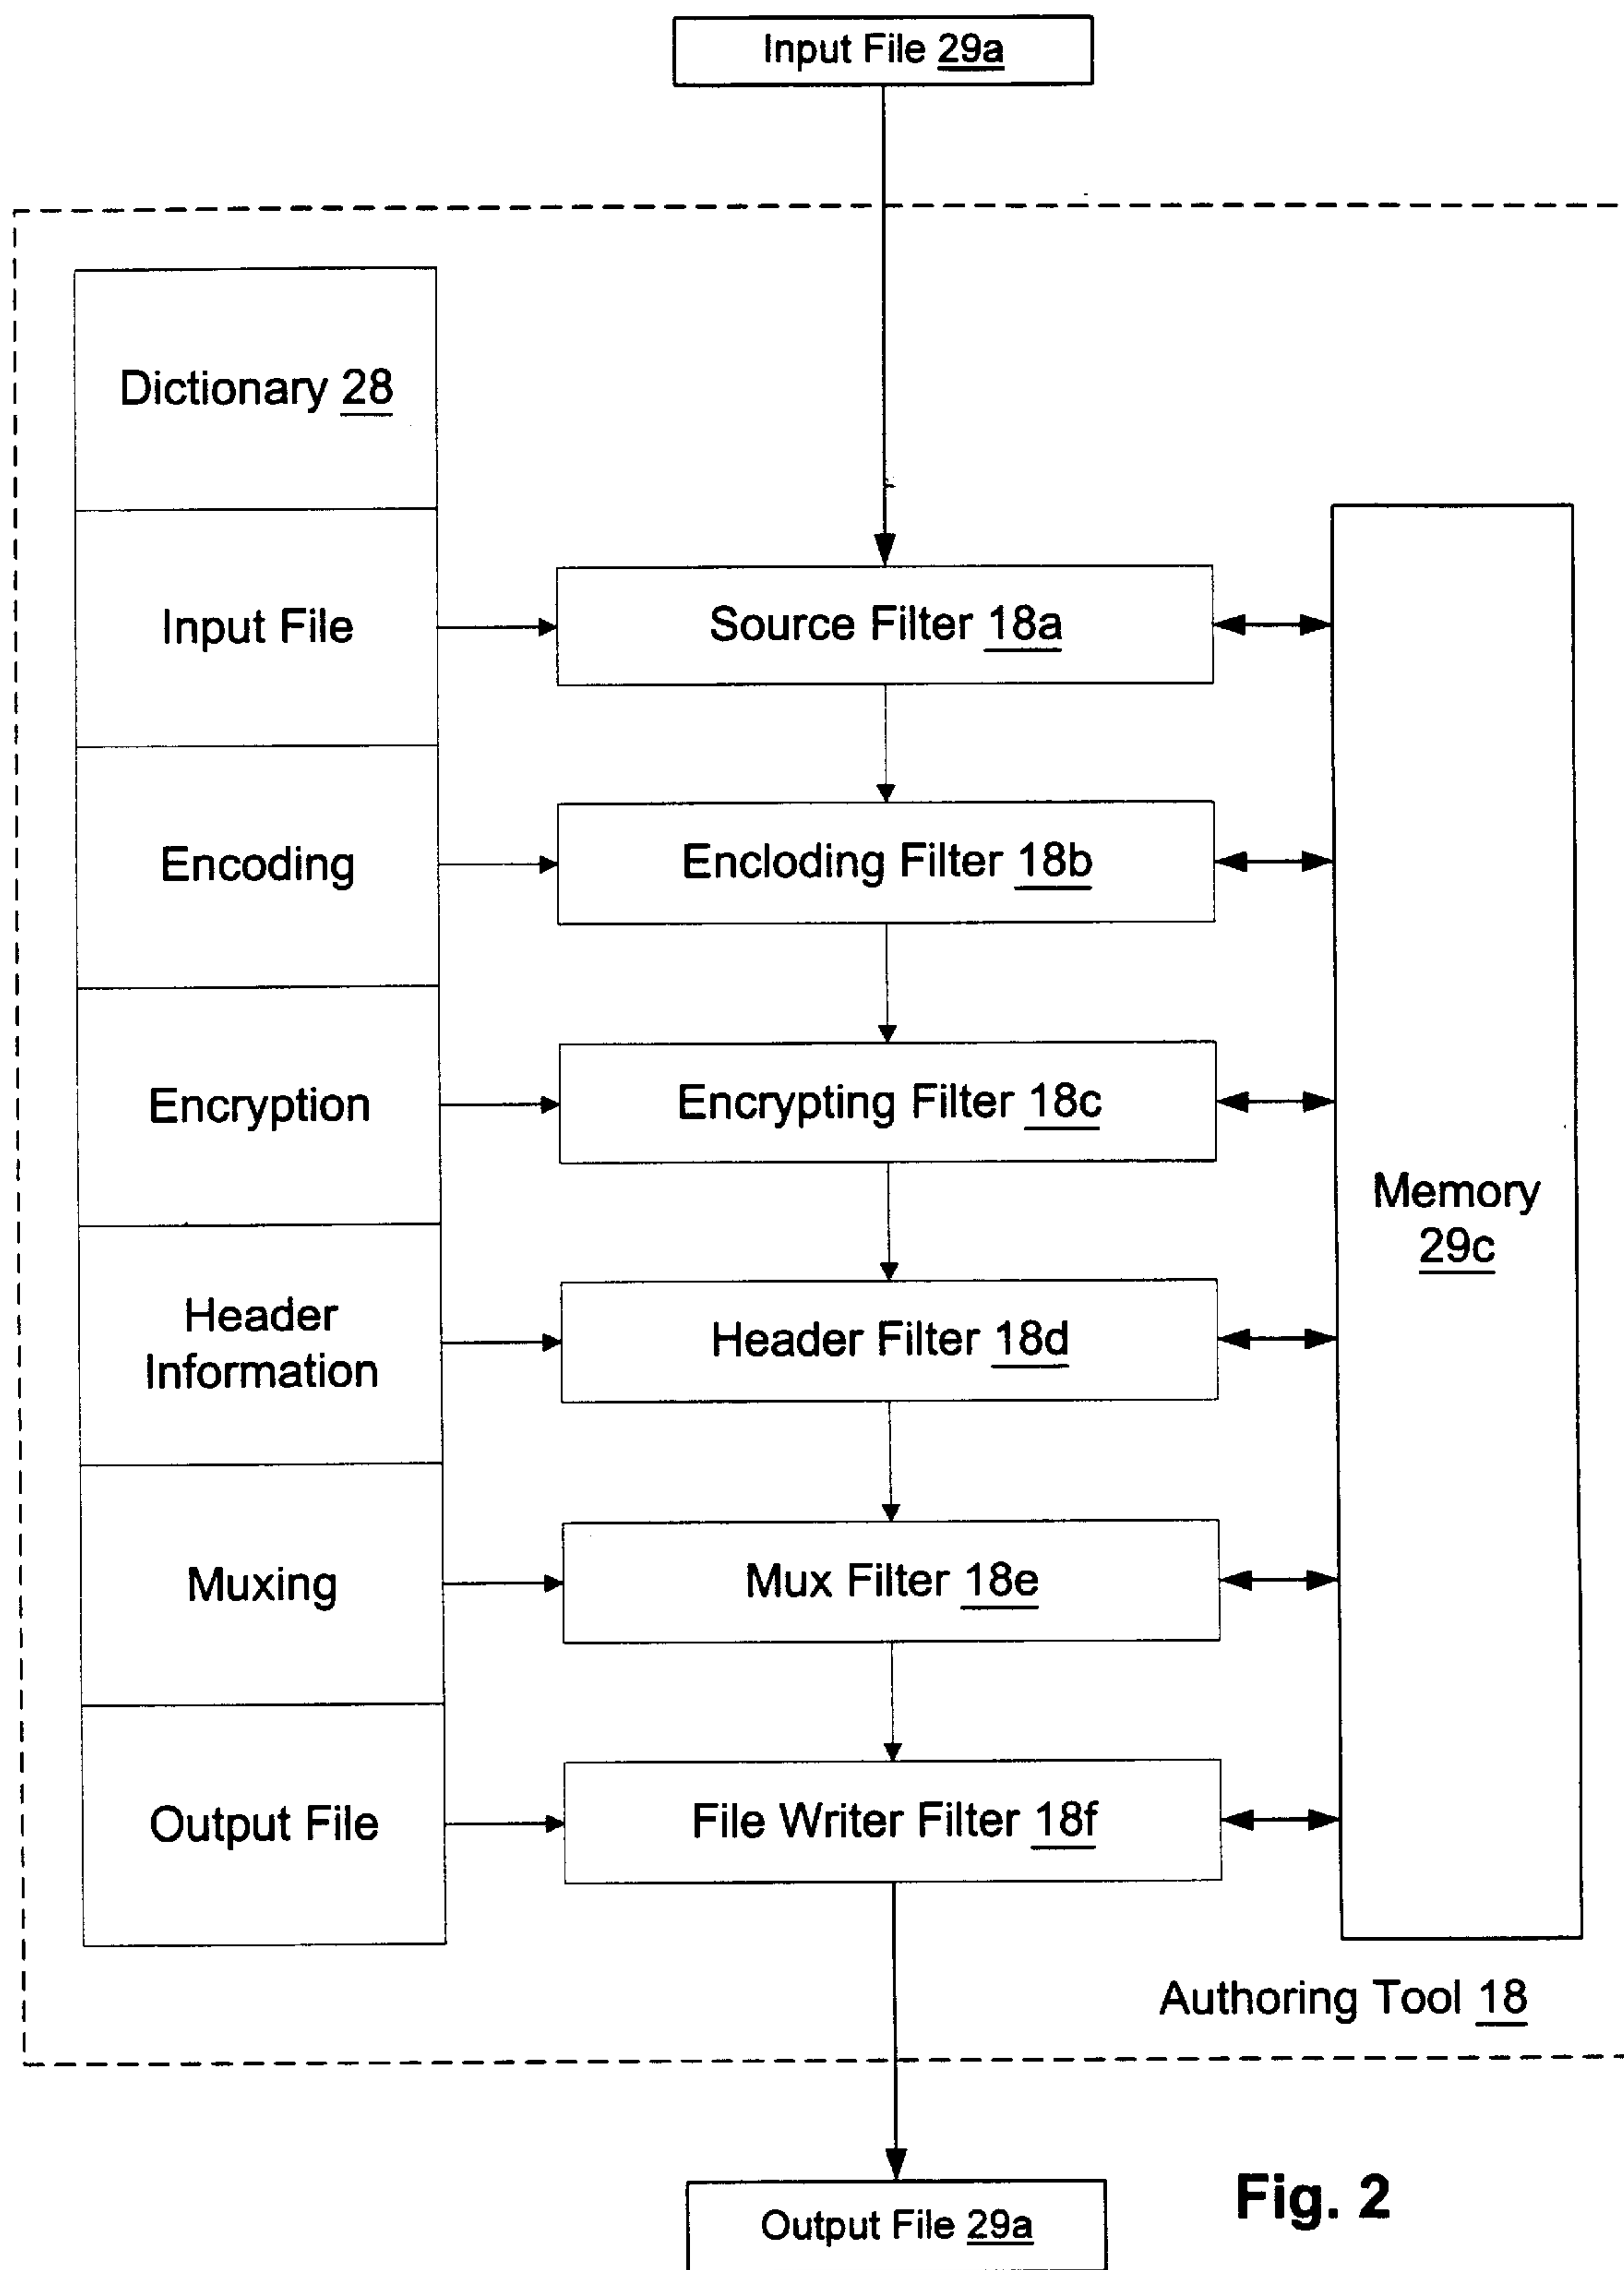 Input File 29a
Dictionary 28
Input File
Source Filter 18a
Encoding
Encloding Filter 18b
Encryption
Encrypting Filter 18c
Memory
29c
Header
Information
Header Filter 18d
Muxing
Mux Filter 18e
Output File
File Writer Filter 18f
Authoring Tool 18
Output File 29a
Fig. 2